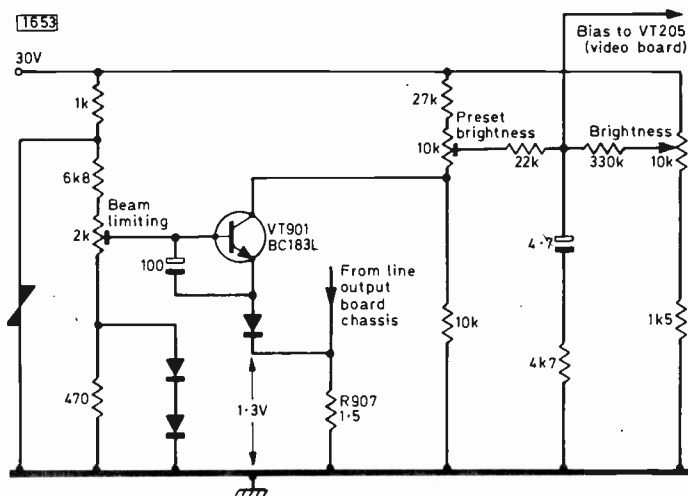 1653
30V
1k
6k8
Beam
limiting
2k
100
470
VT901
BC183L
1·3V
From line
output
board
chassis
R907
1·5
27k
Preset
brightness
10k
10k
22k
Bias to VT205
(video board)
Brightness
330k
10k
4·7
4k7
1k5